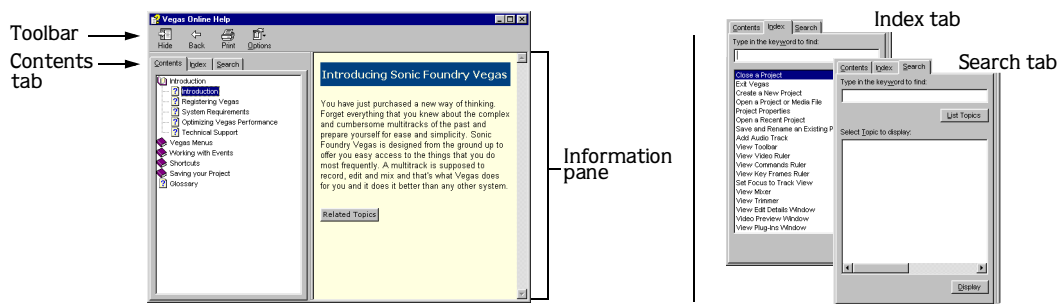 Toolbar
Contents
tab
Vegas Online Help
Hide Back Print Options
Contents Index Search
Introduction
Introduction
Registering Vegas
System Requirements
Optimizing Vegas Performance
Technical Support
Vegas Menus
Working with Events
Shortcuts
Saving your Project
Glossary
Introducing Sonic Foundry Vegas
You have just purchased a new way of thinking.
Forget everything that you knew about the complex
and cumbersome multitracks of the past and
prepare yourself for ease and simplicity. Sonic
Foundry Vegas is designed from the ground up to
offer you easy access to the things that you do
most frequently. A multitrack is supposed to
record, edit and mix and that's what Vegas does
for you and it does it better than any other system.
Related Topics
Information
pane
Index tab
Contents Index Search
Type in the keyword to find:
Close a Project
Exit Vegas
Create a New Project
Open a Project or Media File
Project Properties
Open a Recent Project
Save and Rename an Existing P
Add Audio Track
View Toolbar
View Video Ruler
View Commands Ruler
View Key Frames Ruler
Set Focus to Track View
View Mixer
View Trimmer
View Edit Details Window
Video Preview Window
View Plug-Ins Window
Search tab
Contents Index Search
Type in the keyword to find:
List Topics
Select Topic to display:
Display